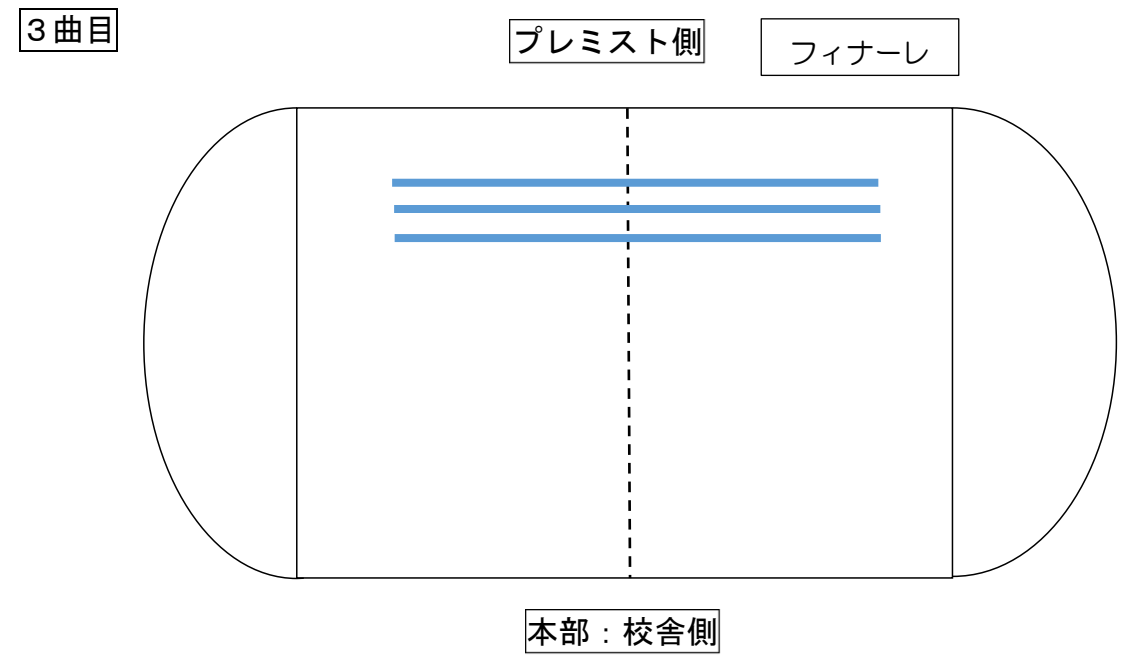 ３曲目
プレミスト側
フィナーレ
本部：校舎側